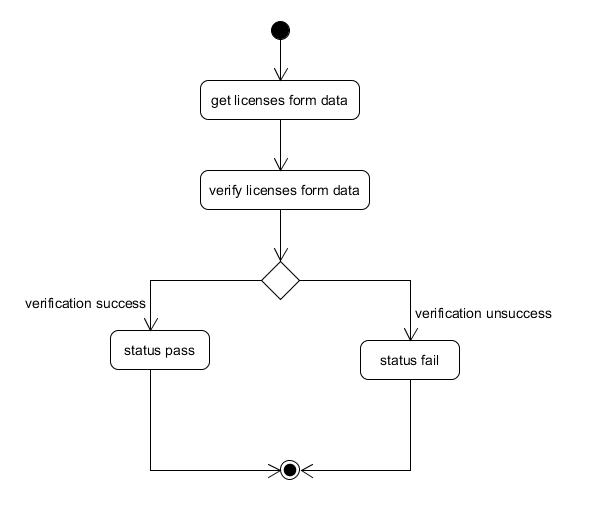 get licenses form data
verify licenses form data
verification success
verification unsuccess
status pass
status fail